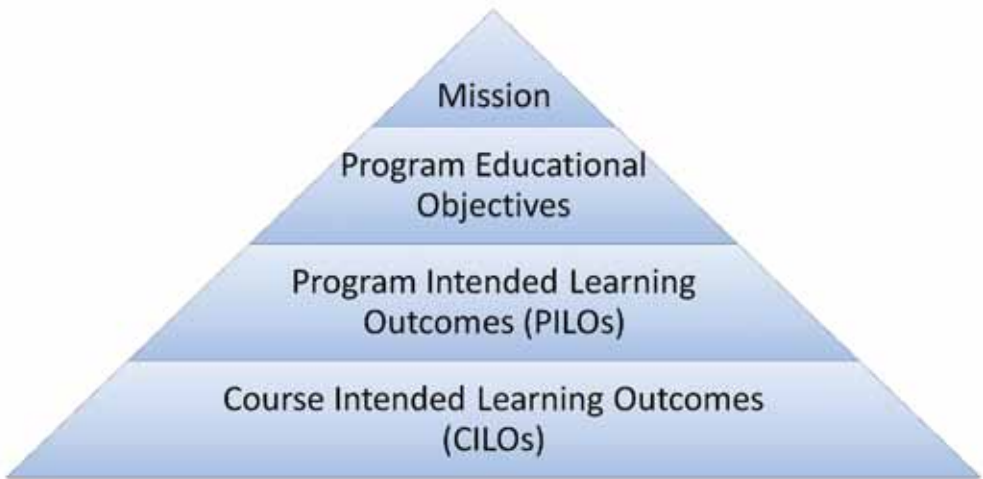 Mission
Program Educational
Objectives
Program Intended Learning
Outcomes (PILOs)
Course Intended Learning Outcomes
(CILOs)